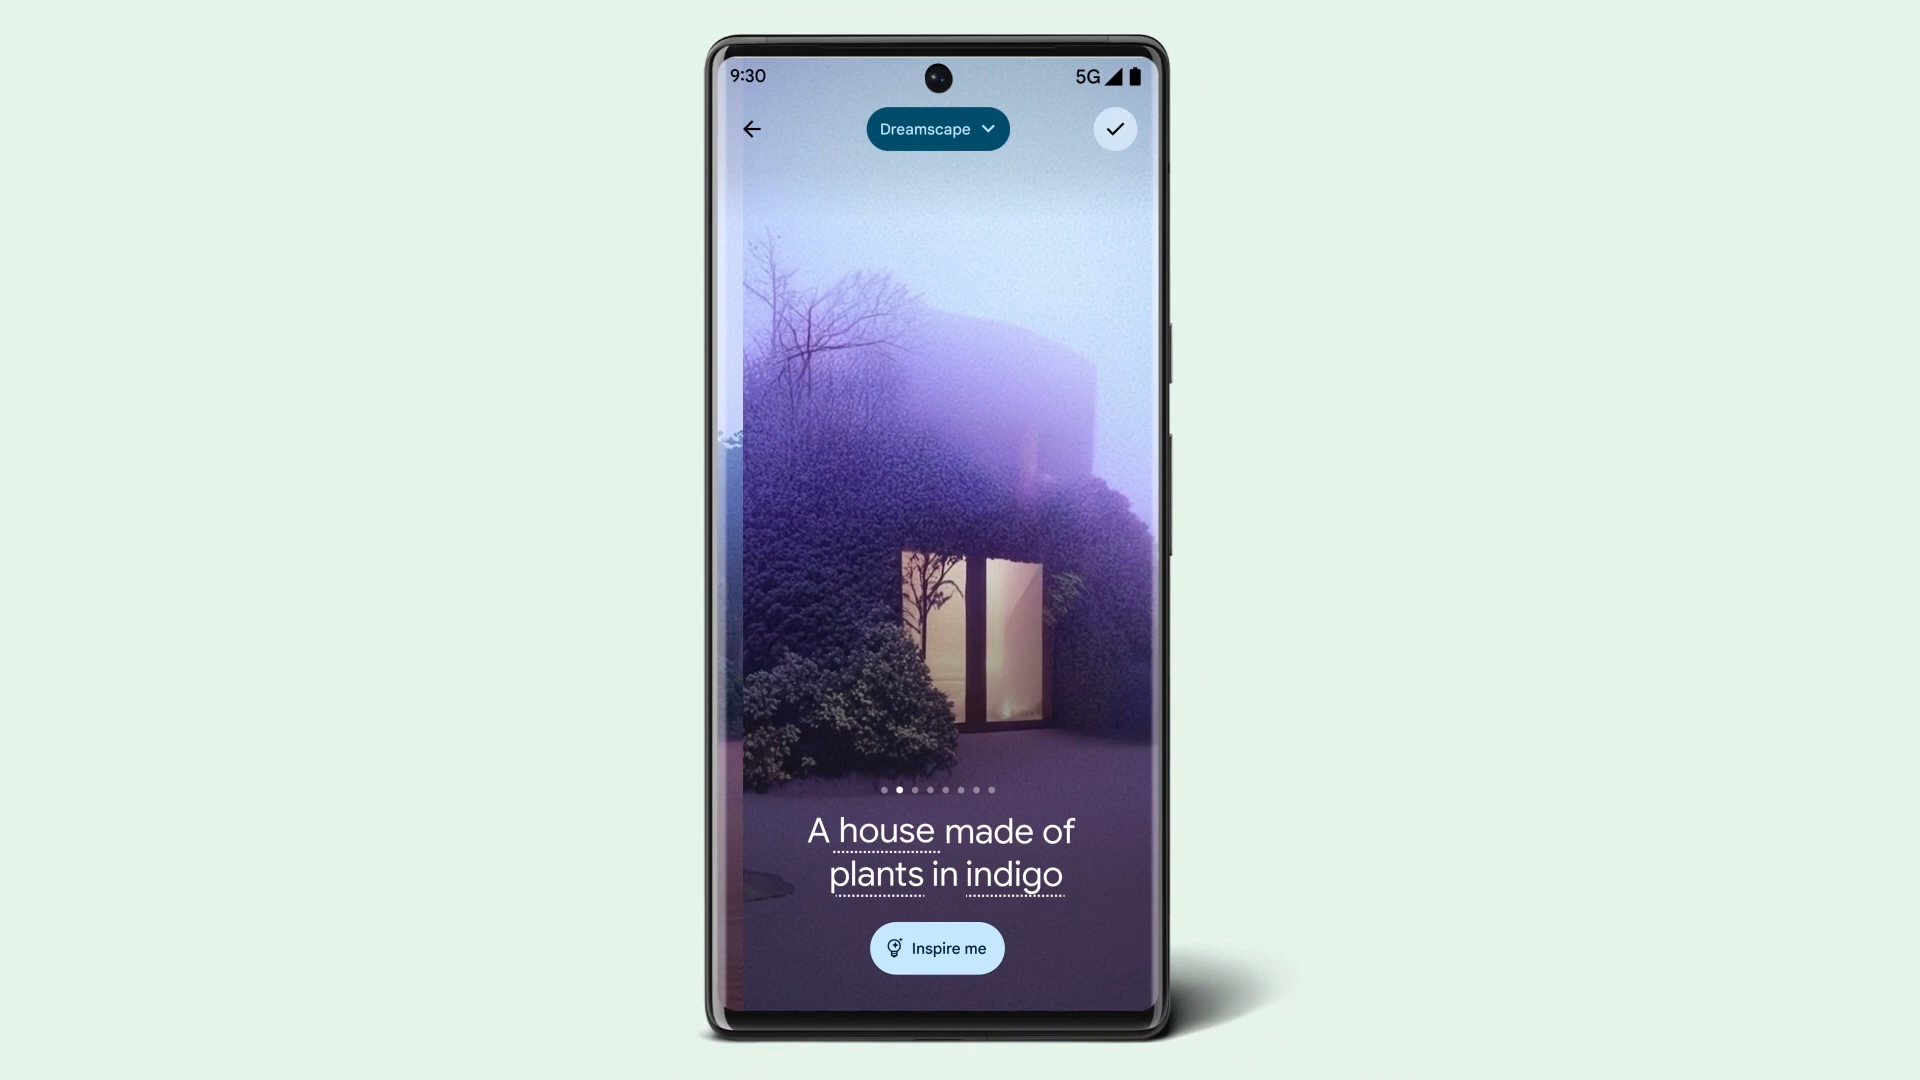 9:30
5G
Dreamscape
A house made of
plants in indigo
Inspire me